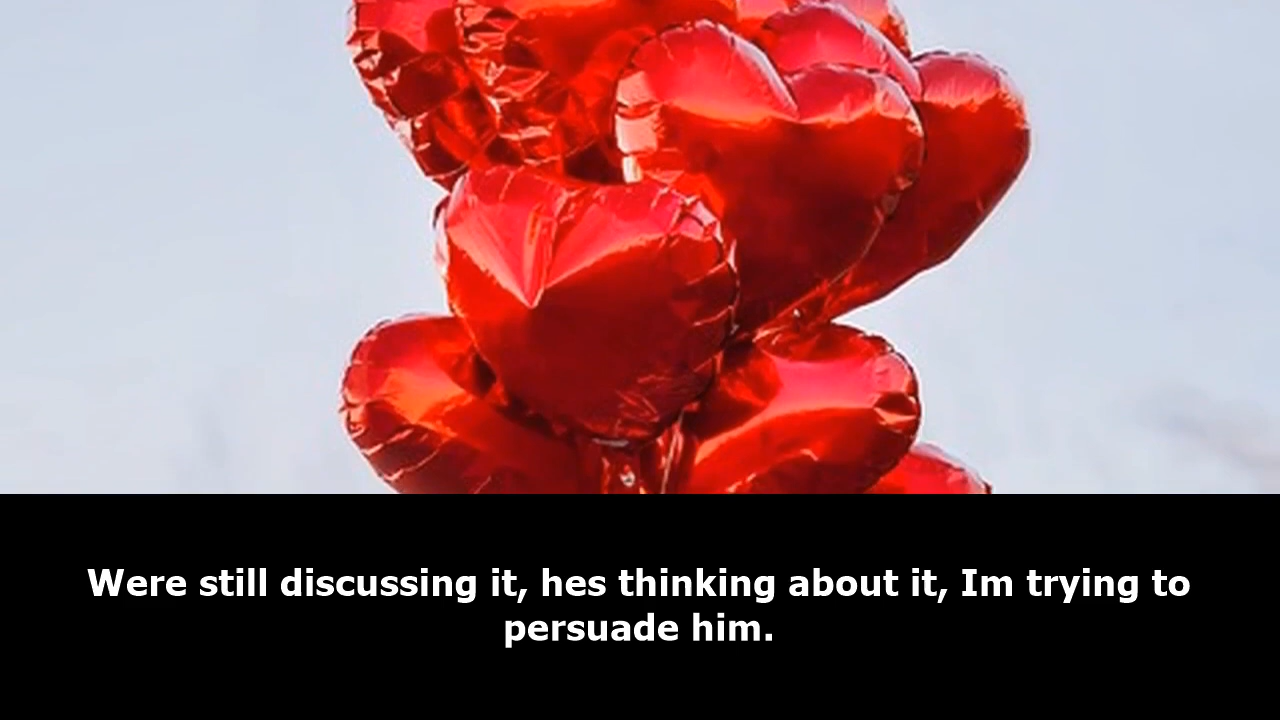 Were still discussing it, hes thinking about it, Im trying to
persuade him.